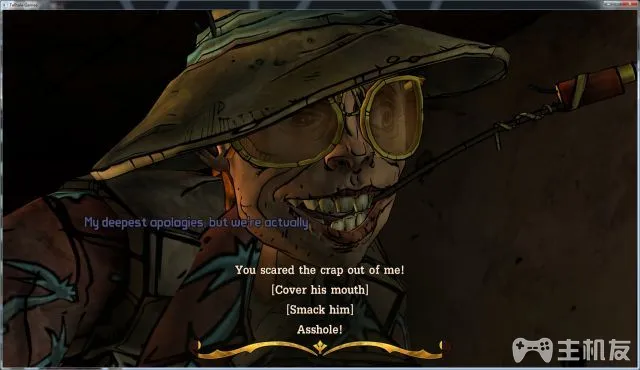 Telltale Games
My deepest apologies, but we're actually
You scared the crap out of me!
[Cover his mouth]
[Smack him]
Asshole!
主机友